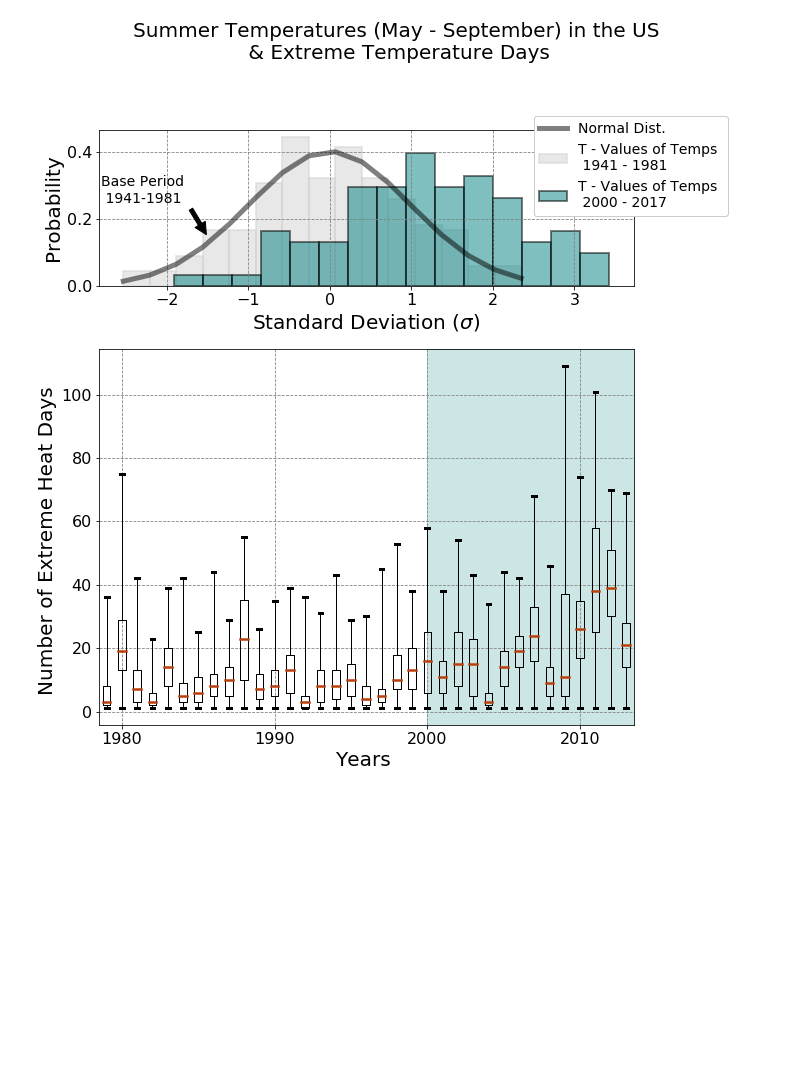 Summer Temperatures (May - September) in the US
& Extreme Temperature Days
Normal Dist.
T - Values of Temps
1941 - 1981
T - Values of Temps
2000 - 2017
Base Period
1941-1981
Probability
0.4
0.2
0.0
−2 −1 0 1 2 3
Standard Deviation (σ)
Number of Extreme Heat Days
100
80
60
40
20
0
1980 1990 2000 2010
Years